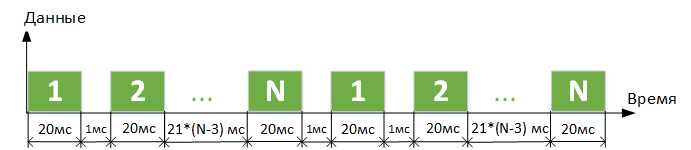 Данные
1 2 ... N 1 2 ... N
Время
20мс 1мс 20мс 21*(N-3) мс 20мс 1мс 20мс 1мс 20мс 21*(N-3) мс 20мс